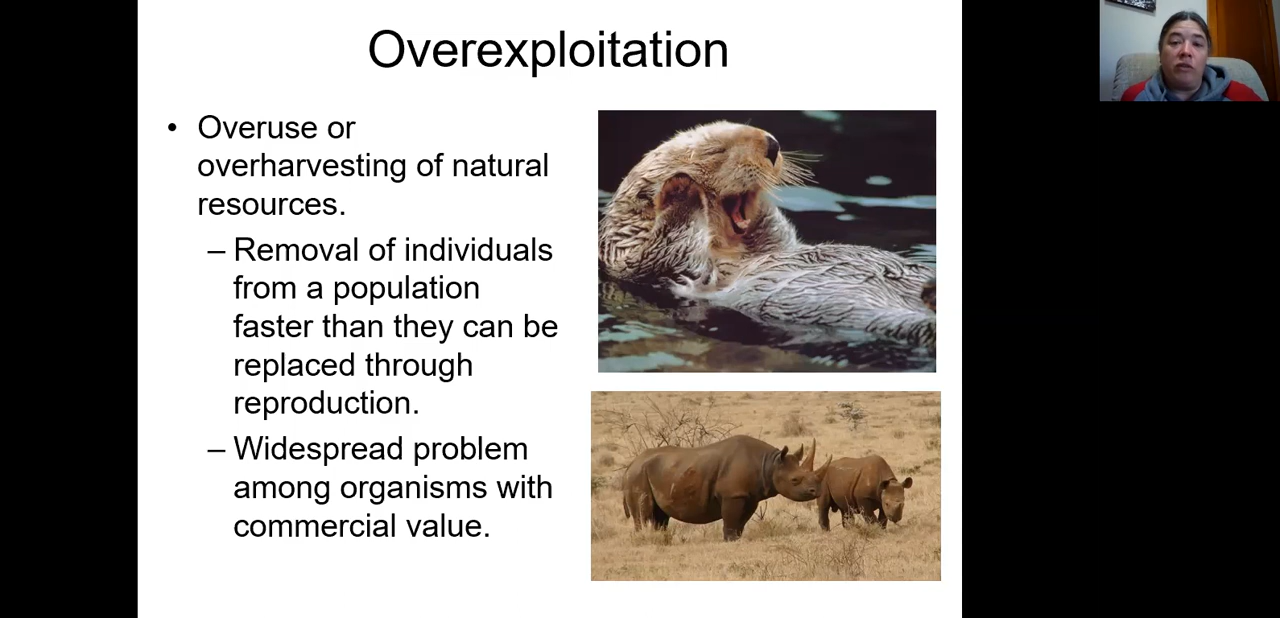 Overexploitation
• Overuse or
overharvesting of natural
resources.
– Removal of individuals
from a population
faster than they can be
replaced through
reproduction.
– Widespread problem
among organisms with
commercial value.